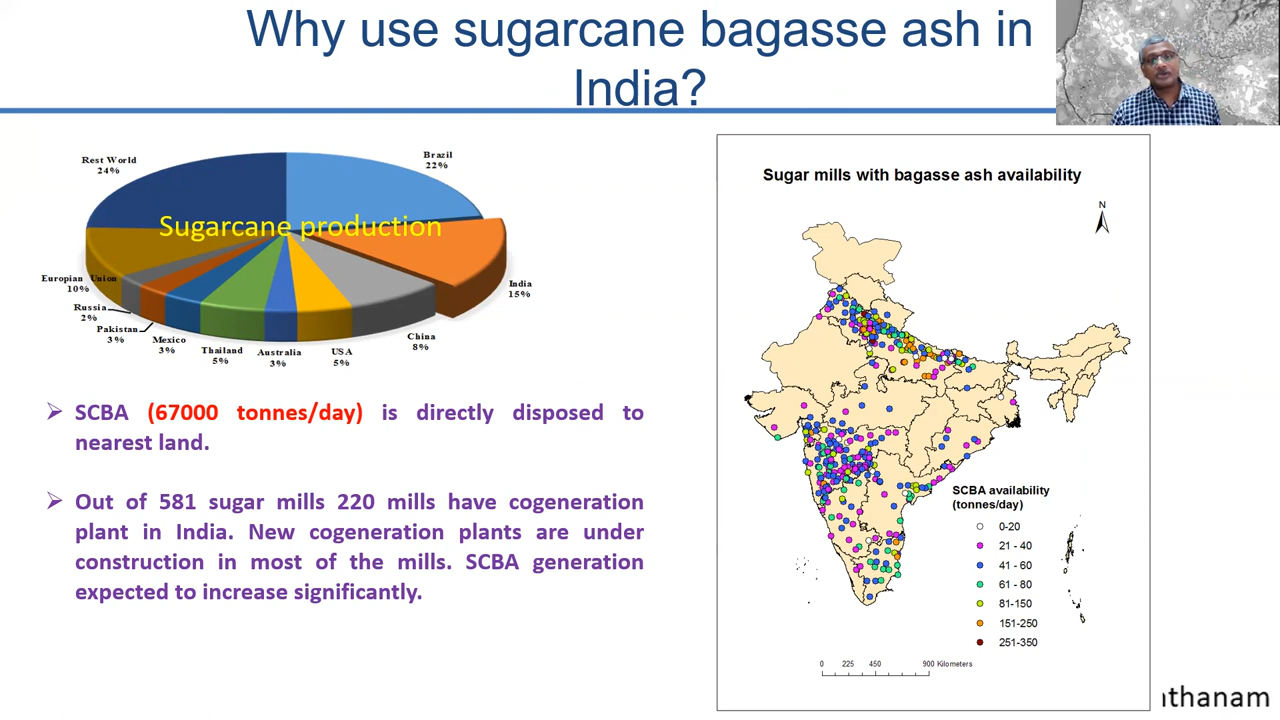 Why use sugarcane bagasse ash in
India?
Rest World
24%
Brazil
22%
Sugarcane production
Europian Union
10%
India
15%
Russia
2%
Pakistan
3%
Mexico
3%
Thailand
5%
Australia
3%
USA
5%
China
8%
SCBA (67000 tonnes/day) is directly disposed to
nearest land.
Out of 581 sugar mills 220 mills have cogeneration
plant in India. New cogeneration plants are under
construction in most of the mills. SCBA generation
expected to increase significantly.
Sugar mills with bagasse ash availability
N
SCBA availability
(tonnes/day)
0-20
21 - 40
41 - 60
61 - 80
81-150
151-250
251-350
0 225 450 900 Kilometers
thanam